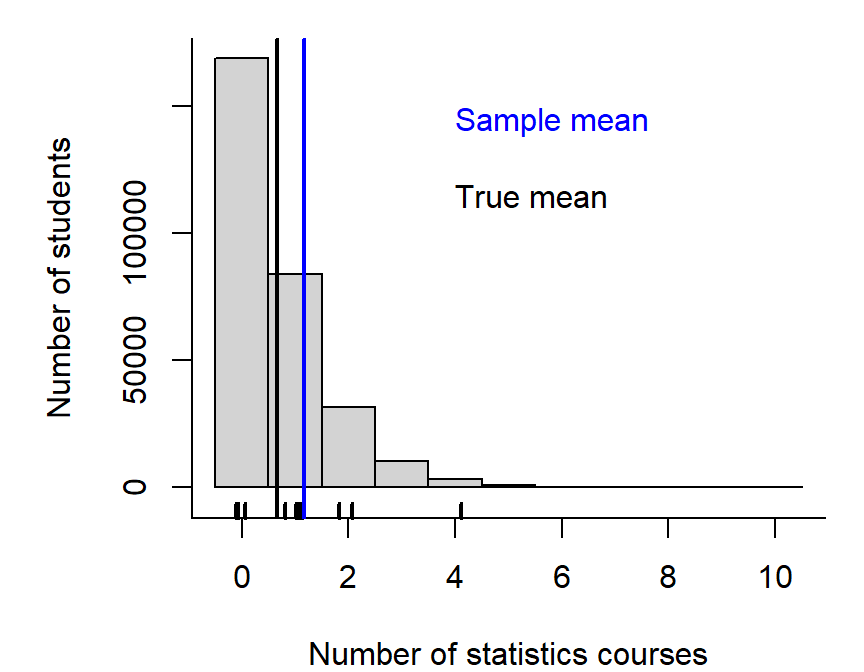 Sample mean
True mean
Number of students
100000
50000
0
0 2 4 6 8 10
Number of statistics courses